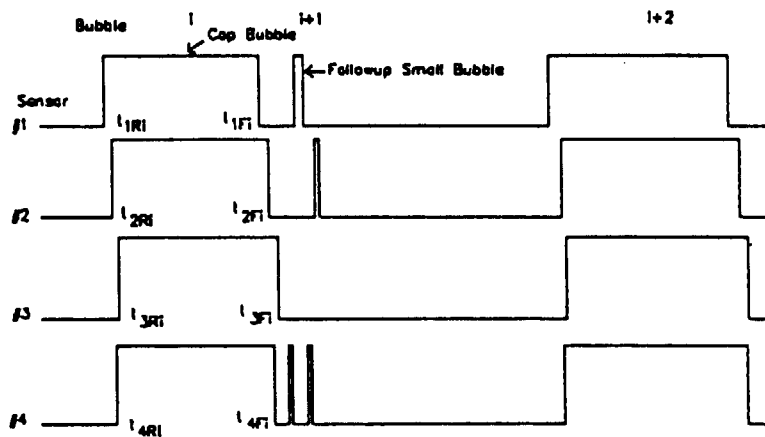 Bubble i i+1 i+2
Cap Bubble
Followup Small Bubble
Sensor
#1 t1Ri t1Fi
#2 t2Ri t2Fi
#3 t3Ri t3Fi
#4 t4Ri t4Fi